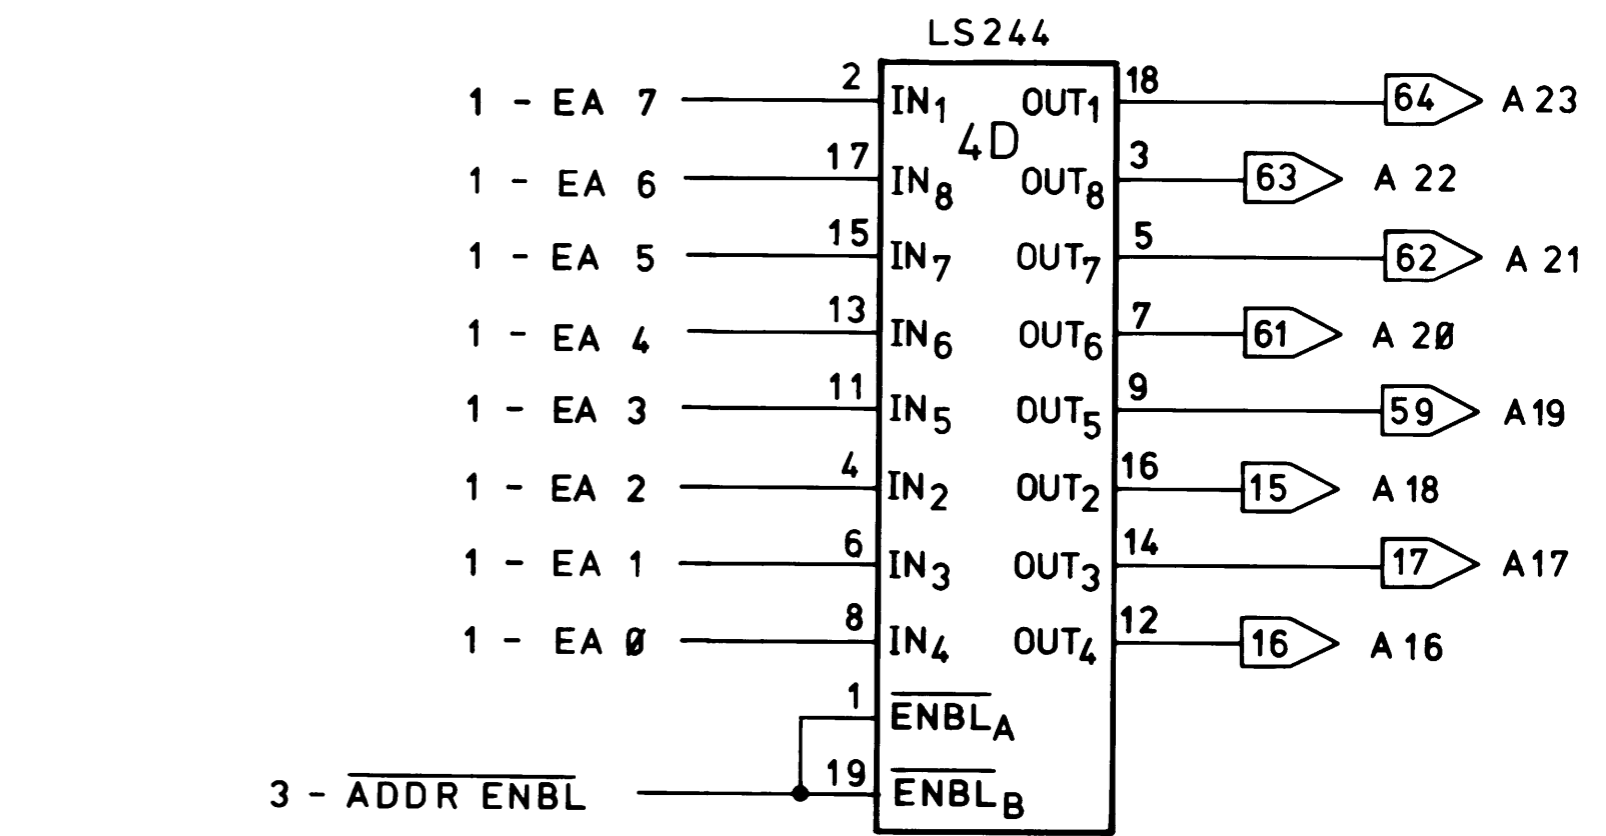 LS244
1 - EA 7 2 IN1 OUT1 18 64 A 23
4D
1 - EA 6 17 IN8 OUT8 3 63 A 22
1 - EA 5 15 IN7 OUT7 5 62 A 21
1 - EA 4 13 IN6 OUT6 7 61 A 2Ø
1 - EA 3 11 IN5 OUT5 9 59 A 19
1 - EA 2 4 IN2 OUT2 16 15 A 18
1 - EA 1 6 IN3 OUT3 14 17 A 17
1 - EA Ø 8 IN4 OUT4 12 16 A 16
1 ENBLA
3 - ADDR ENBL 19 ENBLB